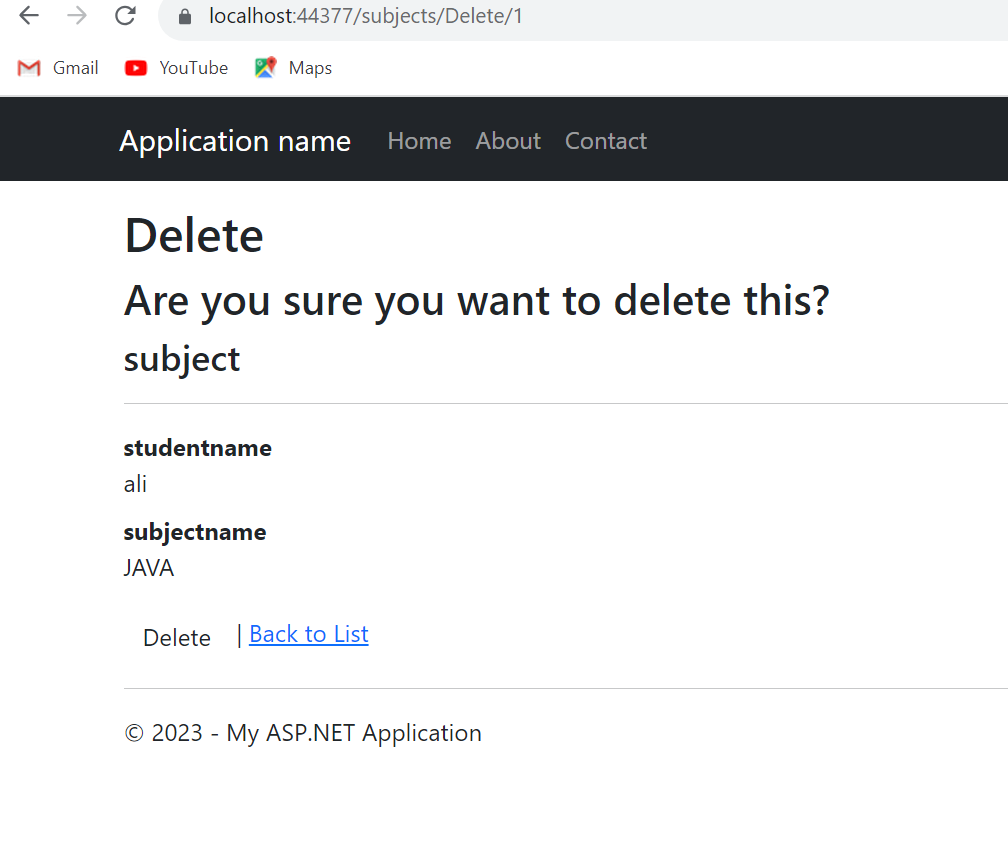 localhost:44377/subjects/Delete/1
Gmail YouTube Maps
Application name Home About Contact
Delete
Are you sure you want to delete this?
subject
studentname
ali
subjectname
JAVA
Delete | Back to List
© 2023 - My ASP.NET Application